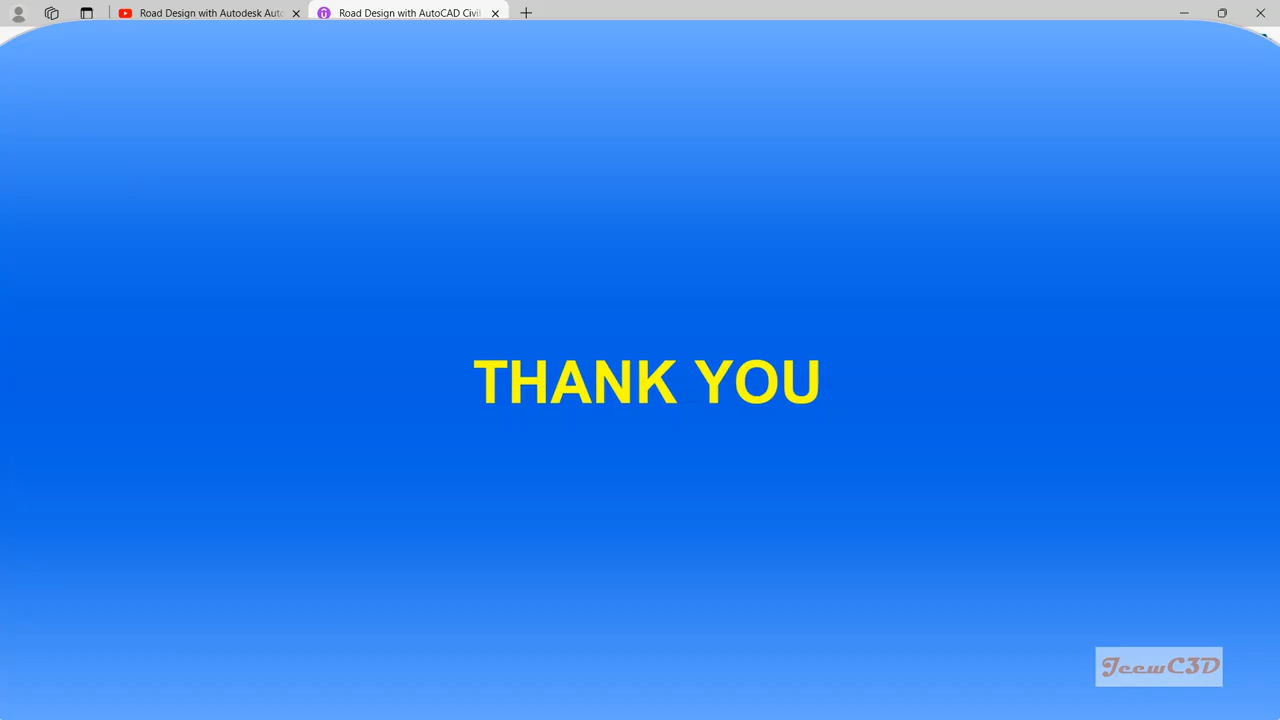 Road Design with Autodesk Auto
Road Design with AutoCAD Civil
THANK YOU
JeewC3D